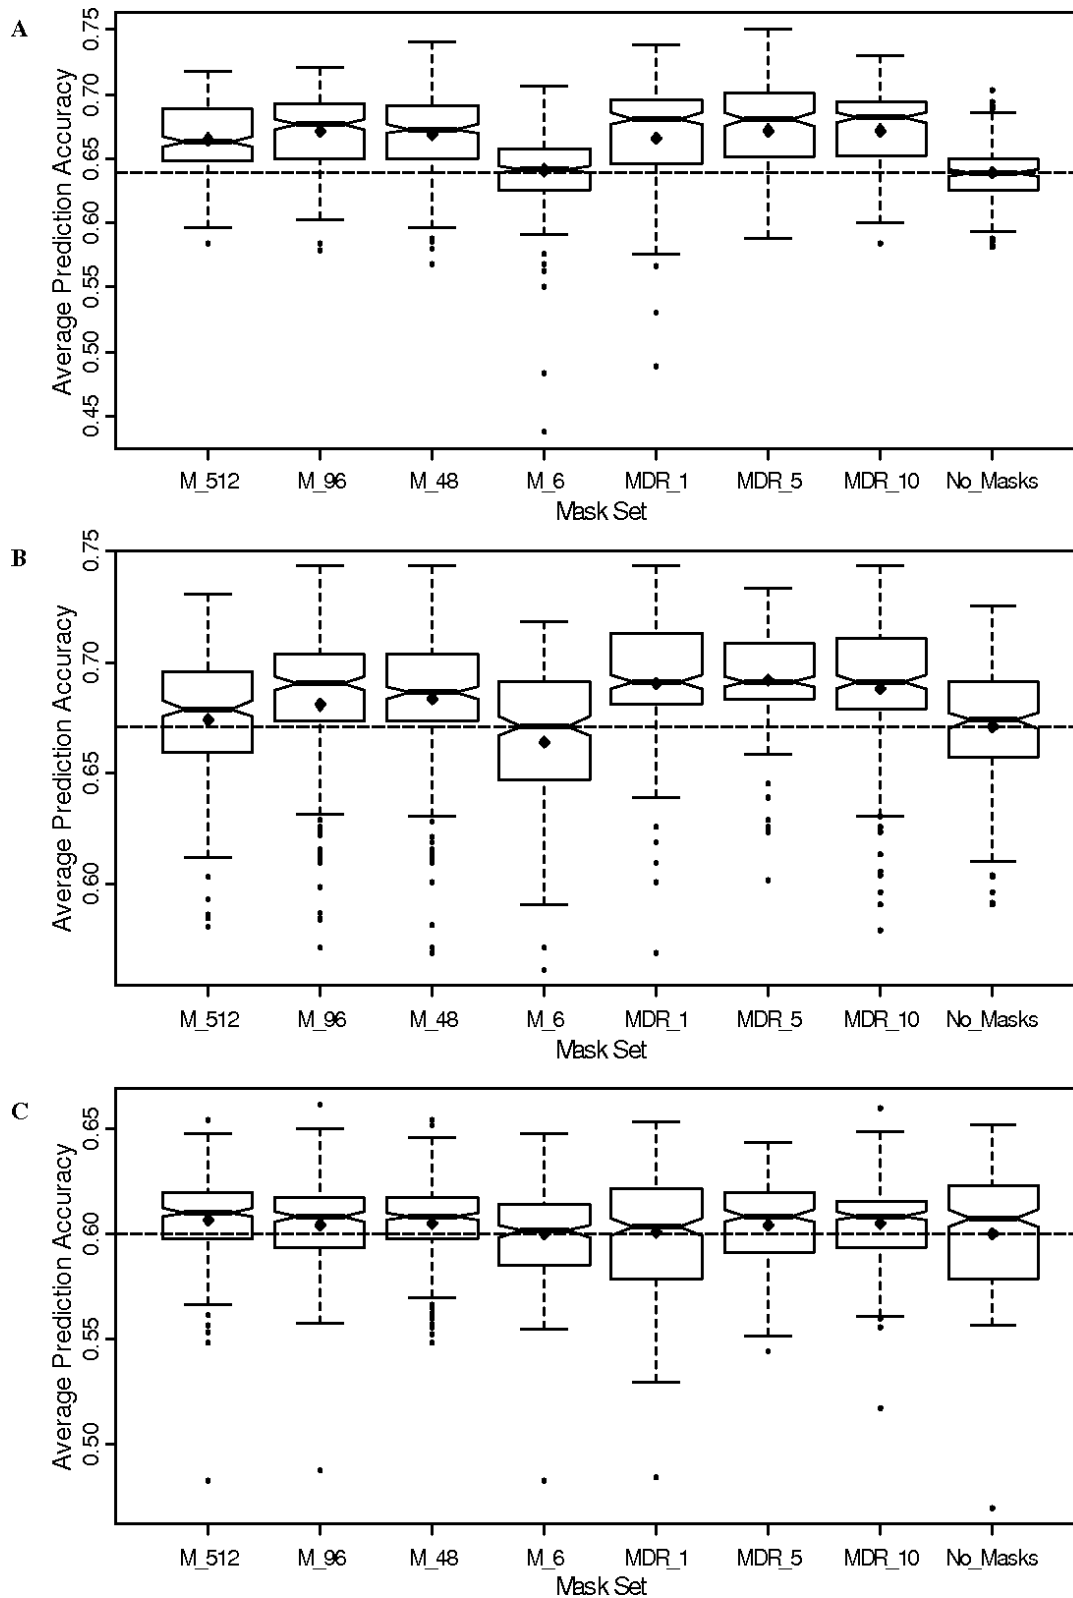 A
Average Prediction Accuracy
0.75
0.70
0.65
0.60
0.55
0.50
0.45
M_512 M_96 M_48 M_6 MDR_1 MDR_5 MDR_10 No_Masks
Mask Set
B
Average Prediction Accuracy
0.75
0.70
0.65
0.60
M_512 M_96 M_48 M_6 MDR_1 MDR_5 MDR_10 No_Masks
Mask Set
C
Average Prediction Accuracy
0.65
0.60
0.55
0.50
M_512 M_96 M_48 M_6 MDR_1 MDR_5 MDR_10 No_Masks
Mask Set